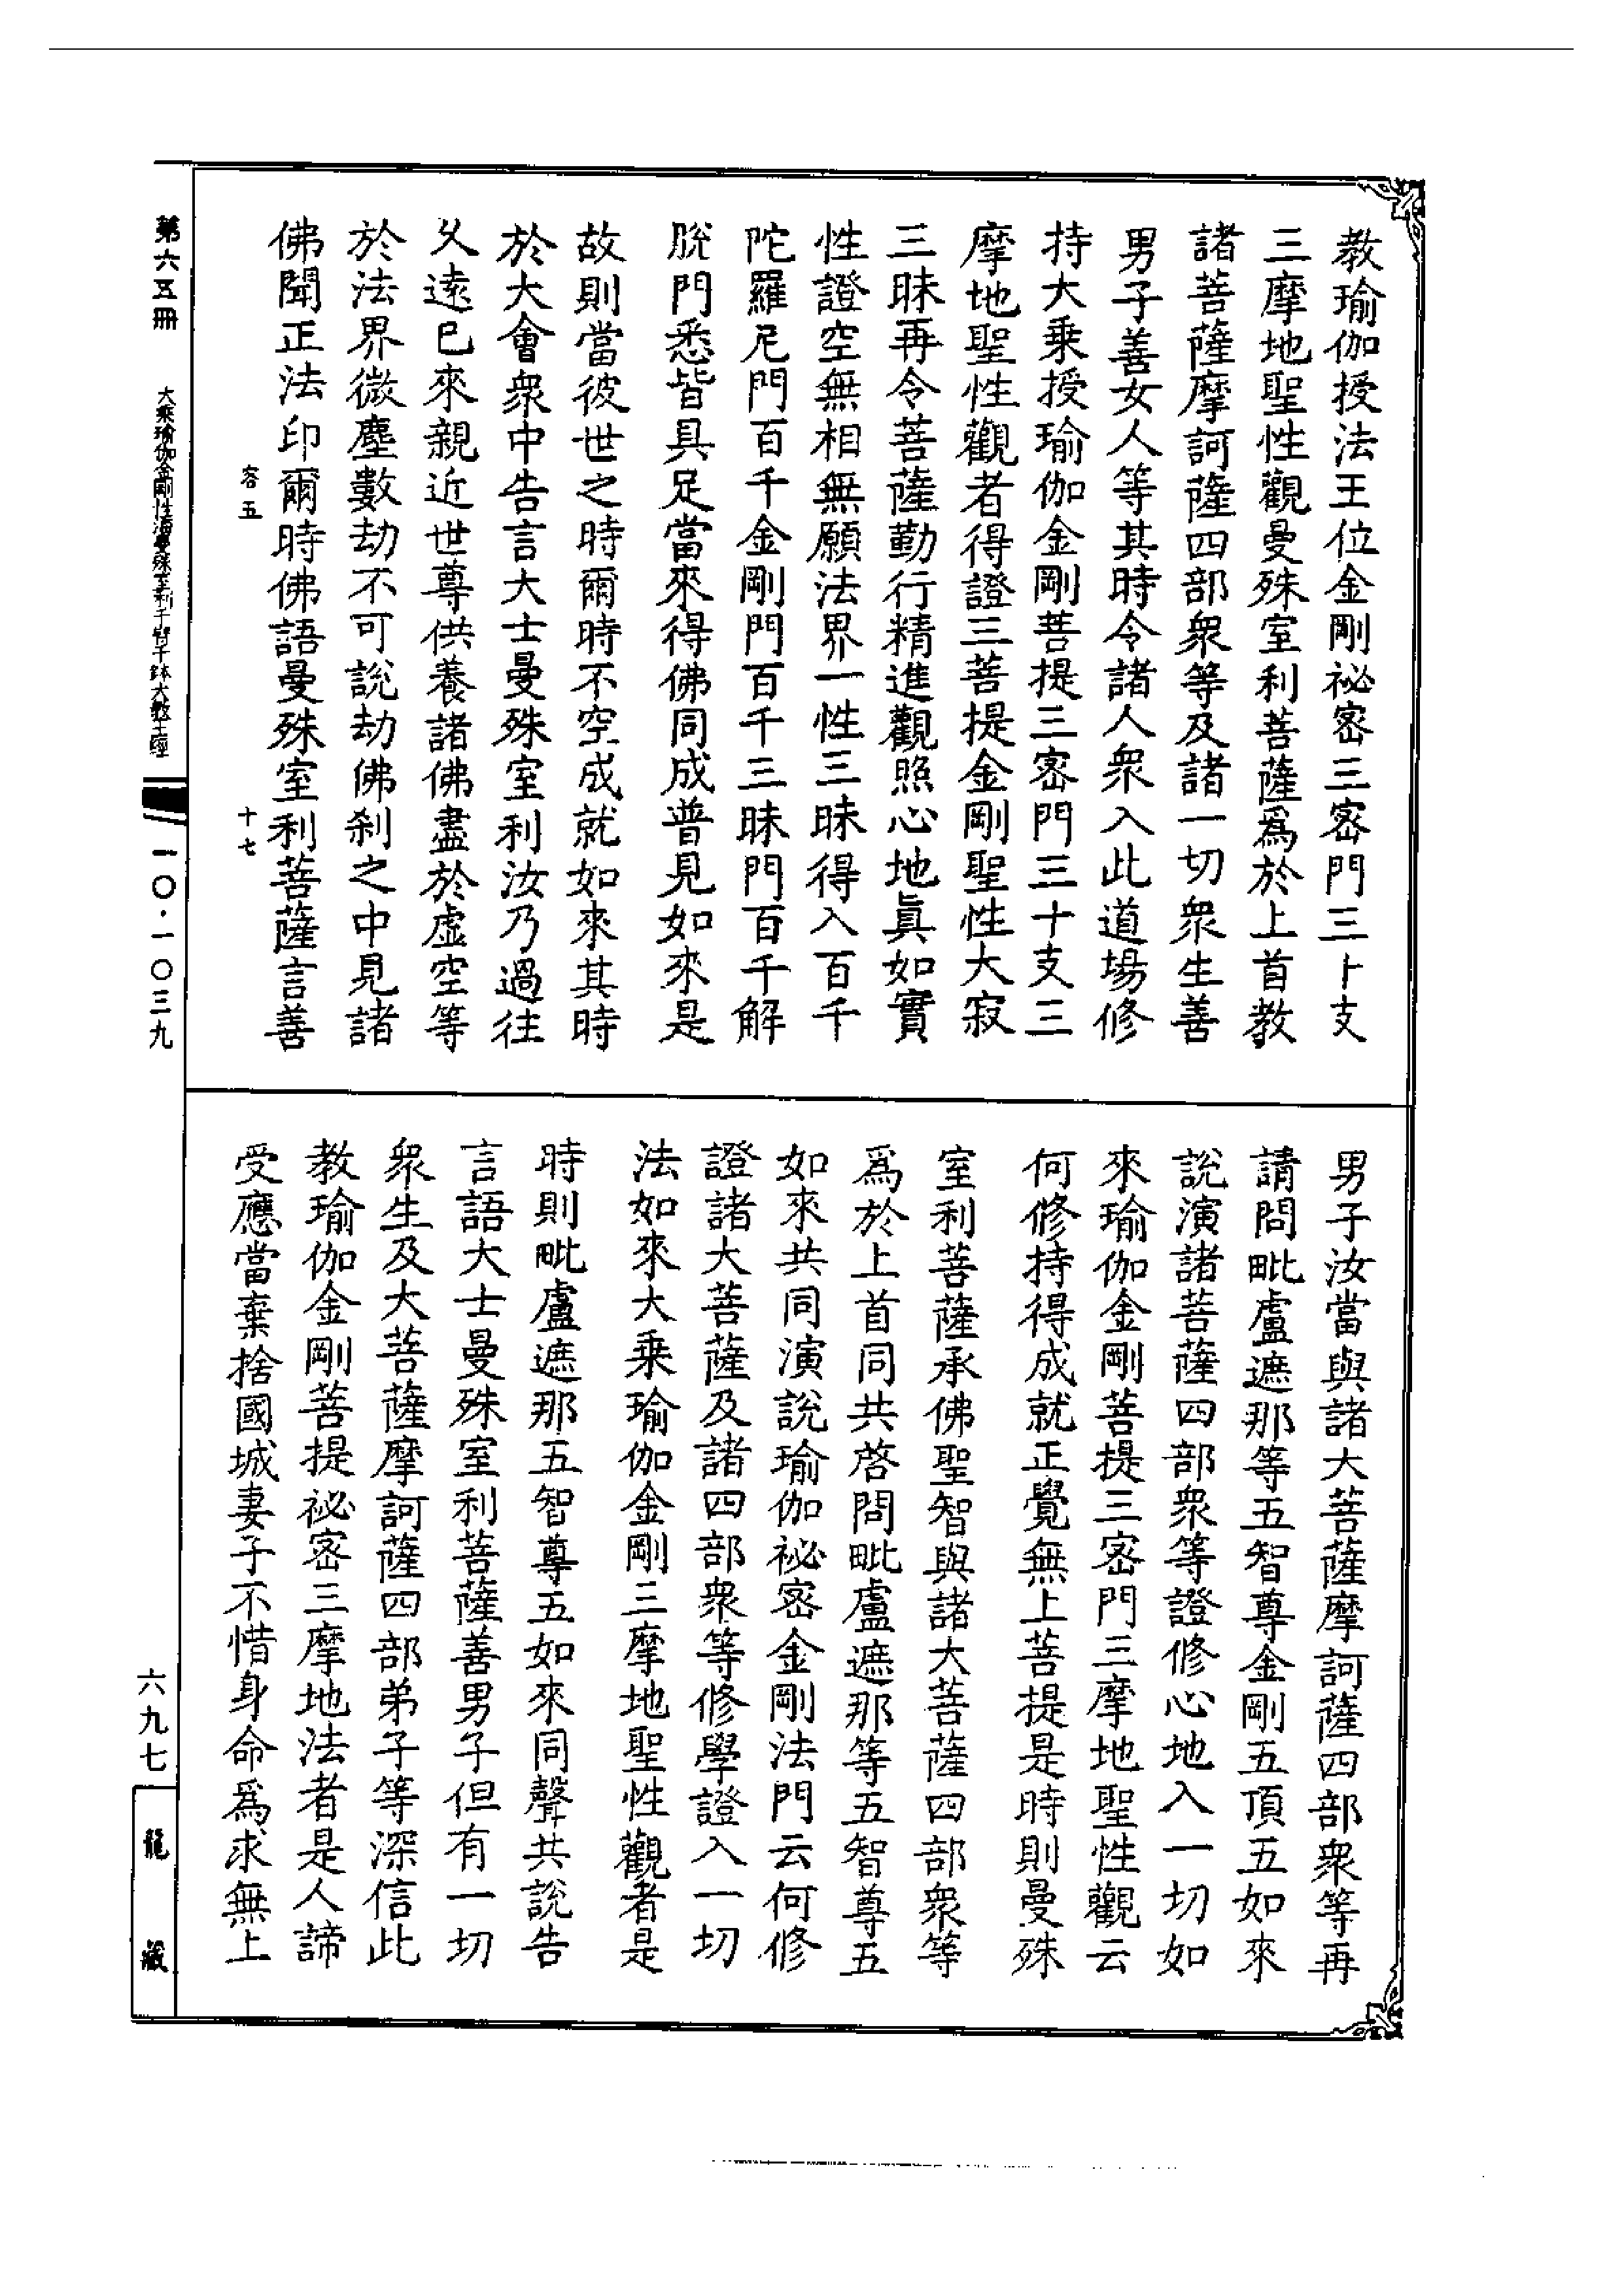 教瑜伽授法王位金剛祕密三密門三十支
三摩地聖性觀曼殊室利菩薩爲於上首教
諸菩薩摩訶薩四部衆等及諸一切衆生善
男子善女人等其時令諸人衆入此道場修
持大乘授瑜伽金剛菩提三密門三十支三
摩地聖性觀者得證三菩提金剛聖性大寂
三昧再令菩薩勤行精進觀照心地眞如實
性證空無相無願法界一性三昧得入百千
陀羅尼門百千金剛門百千三昧門百千解
脫門悉皆具足當來得佛同成普見如來是
故則當彼世之時爾時不空成就如來其時
於大會衆中告言大士曼殊室利汝乃過往
久遠已來親近世尊供養諸佛盡於虛空等
於法界微塵數劫不可說劫佛剎之中見諸
佛聞正法印爾時佛語曼殊室利菩薩言善
容五
十七
男子汝當與諸大菩薩摩訶薩四部衆等再
請問毗盧遮那等五智尊金剛五頂五如來
說演諸菩薩四部衆等證修心地入一切如
來瑜伽金剛菩提三密門三摩地聖性觀云
何修持得成就正覺無上菩提是時則曼殊
室利菩薩承佛聖智與諸大菩薩四部衆等
爲於上首同共啓問毗盧遮那等五智尊五
如來共同演說瑜伽祕密金剛法門云何修
證諸大菩薩及諸四部衆等修學證入一切
法如來大乘瑜伽金剛三摩地聖性觀者是
時則毗盧遮那五智尊五如來同聲共說告
言語大士曼殊室利菩薩善男子但有一切
衆生及大菩薩摩訶薩四部弟子等深信此
教瑜伽金剛菩提祕密三摩地法者是人諦
受應當棄捨國城妻子不惜身命爲求無上
第六五冊
大乘瑜伽金剛性海曼殊室利千臂千鉢大教王經
一〇·一〇三九
六九七
龍藏